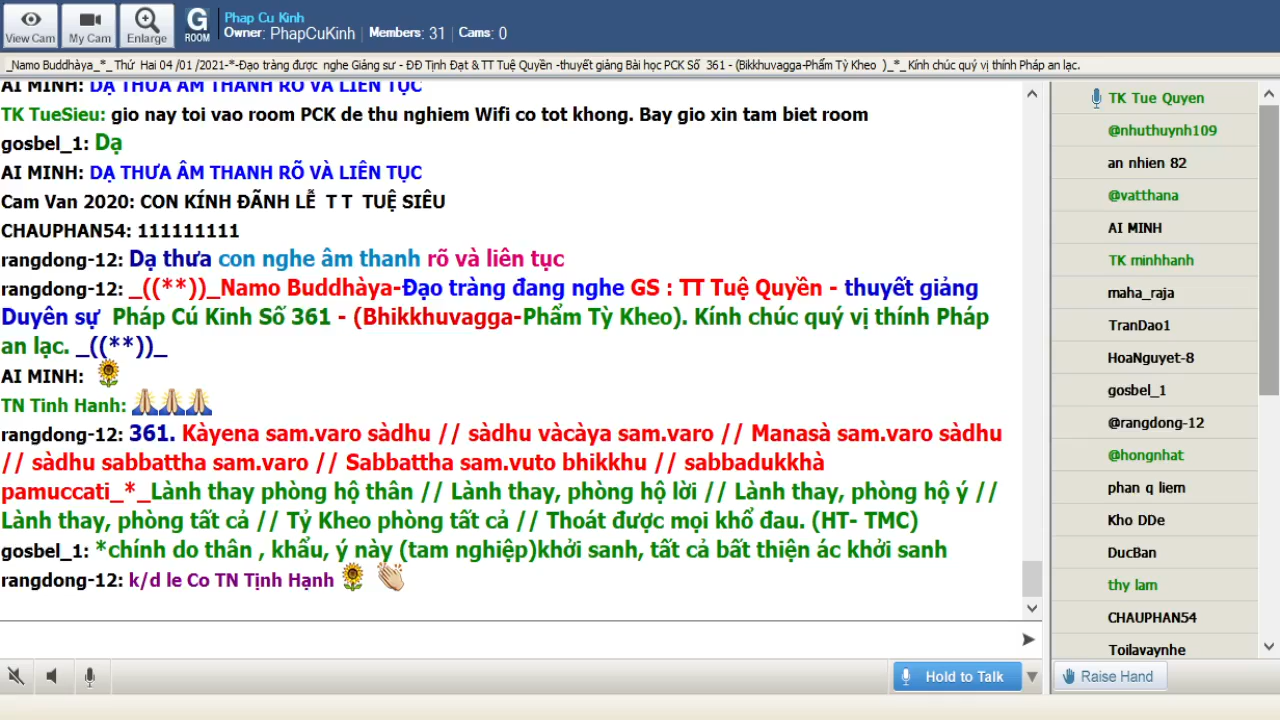 View Cam
My Cam
Enlarge
G
ROOM
Phap Cu Kinh
Owner: PhapCuKinh | Members: 31 | Cams: 0
_Namo Buddhàya_*_ Thứ Hai 04 /01 /2021-*-Đạo tràng được nghe Giảng sư - ĐĐ Tịnh Đạt & TT Tuệ Quyền -thuyết giảng Bài học PCK Số 361 - (Bikkhuvagga-Phẩm Tỳ Kheo )_*_ Kính chúc quý vị thính Pháp an lạc.
AI MINH: DẠ THƯA ÂM THANH RÕ VÀ LIÊN TỤC
TK TueSieu: gio nay toi vao room PCK de thu nghiem Wifi co tot khong. Bay gio xin tam biet room
gosbel_1: Dạ
AI MINH: DẠ THƯA ÂM THANH RÕ VÀ LIÊN TỤC
Cam Van 2020: CON KÍNH ĐÃNH LỄ T T TUỆ SIÊU
CHAUPHAN54: 111111111
rangdong-12: Dạ thưa con nghe âm thanh rõ và liên tục
rangdong-12: _((**))_Namo Buddhàya-Đạo tràng đang nghe GS : TT Tuệ Quyền - thuyết giảng
Duyên sự Pháp Cú Kinh Số 361 - (Bhikkhuvagga-Phẩm Tỳ Kheo). Kính chúc quý vị thính Pháp
an lạc. _((**))_
AI MINH:
TN Tinh Hanh:
rangdong-12: 361. Kàyena sam.varo sàdhu // sàdhu vàcàya sam.varo // Manasà sam.varo sàdhu
// sàdhu sabbattha sam.varo // Sabbattha sam.vuto bhikkhu // sabbadukkhà
pamuccati_*_Lành thay phòng hộ thân // Lành thay, phòng hộ lời // Lành thay, phòng hộ ý //
Lành thay, phòng tất cả // Tỷ Kheo phòng tất cả // Thoát được mọi khổ đau. (HT- TMC)
gosbel_1: *chính do thân , khẩu, ý này (tam nghiệp)khởi sanh, tất cả bất thiện ác khởi sanh
rangdong-12: k/d le Co TN Tịnh Hạnh
Hold to Talk
TK Tue Quyen
@nhuthuynh109
an nhien 82
@vatthana
AI MINH
TK minhhanh
maha_raja
TranDao1
HoaNguyet-8
gosbel_1
@rangdong-12
@hongnhat
phan q liem
Kho DDe
DucBan
thy lam
CHAUPHAN54
Toilavaynhe
Raise Hand